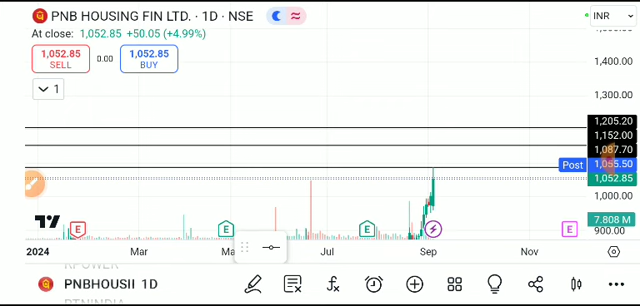 PNB HOUSING FIN LTD. · 1D · NSE
INR
At close: 1,052.85 +50.05 (+4.99%)
1,052.85
SELL
0.00
1,052.85
BUY
1
1,400.00
1,300.00
1,205.20
1,152.00
1,087.70
Post 1,055.50
1,052.85
1,000.00
7.808 M
900.00
E
E
E
E
2024
Mar
Jul
Sep
Nov
RPOWER
PNBHOUSII 1D